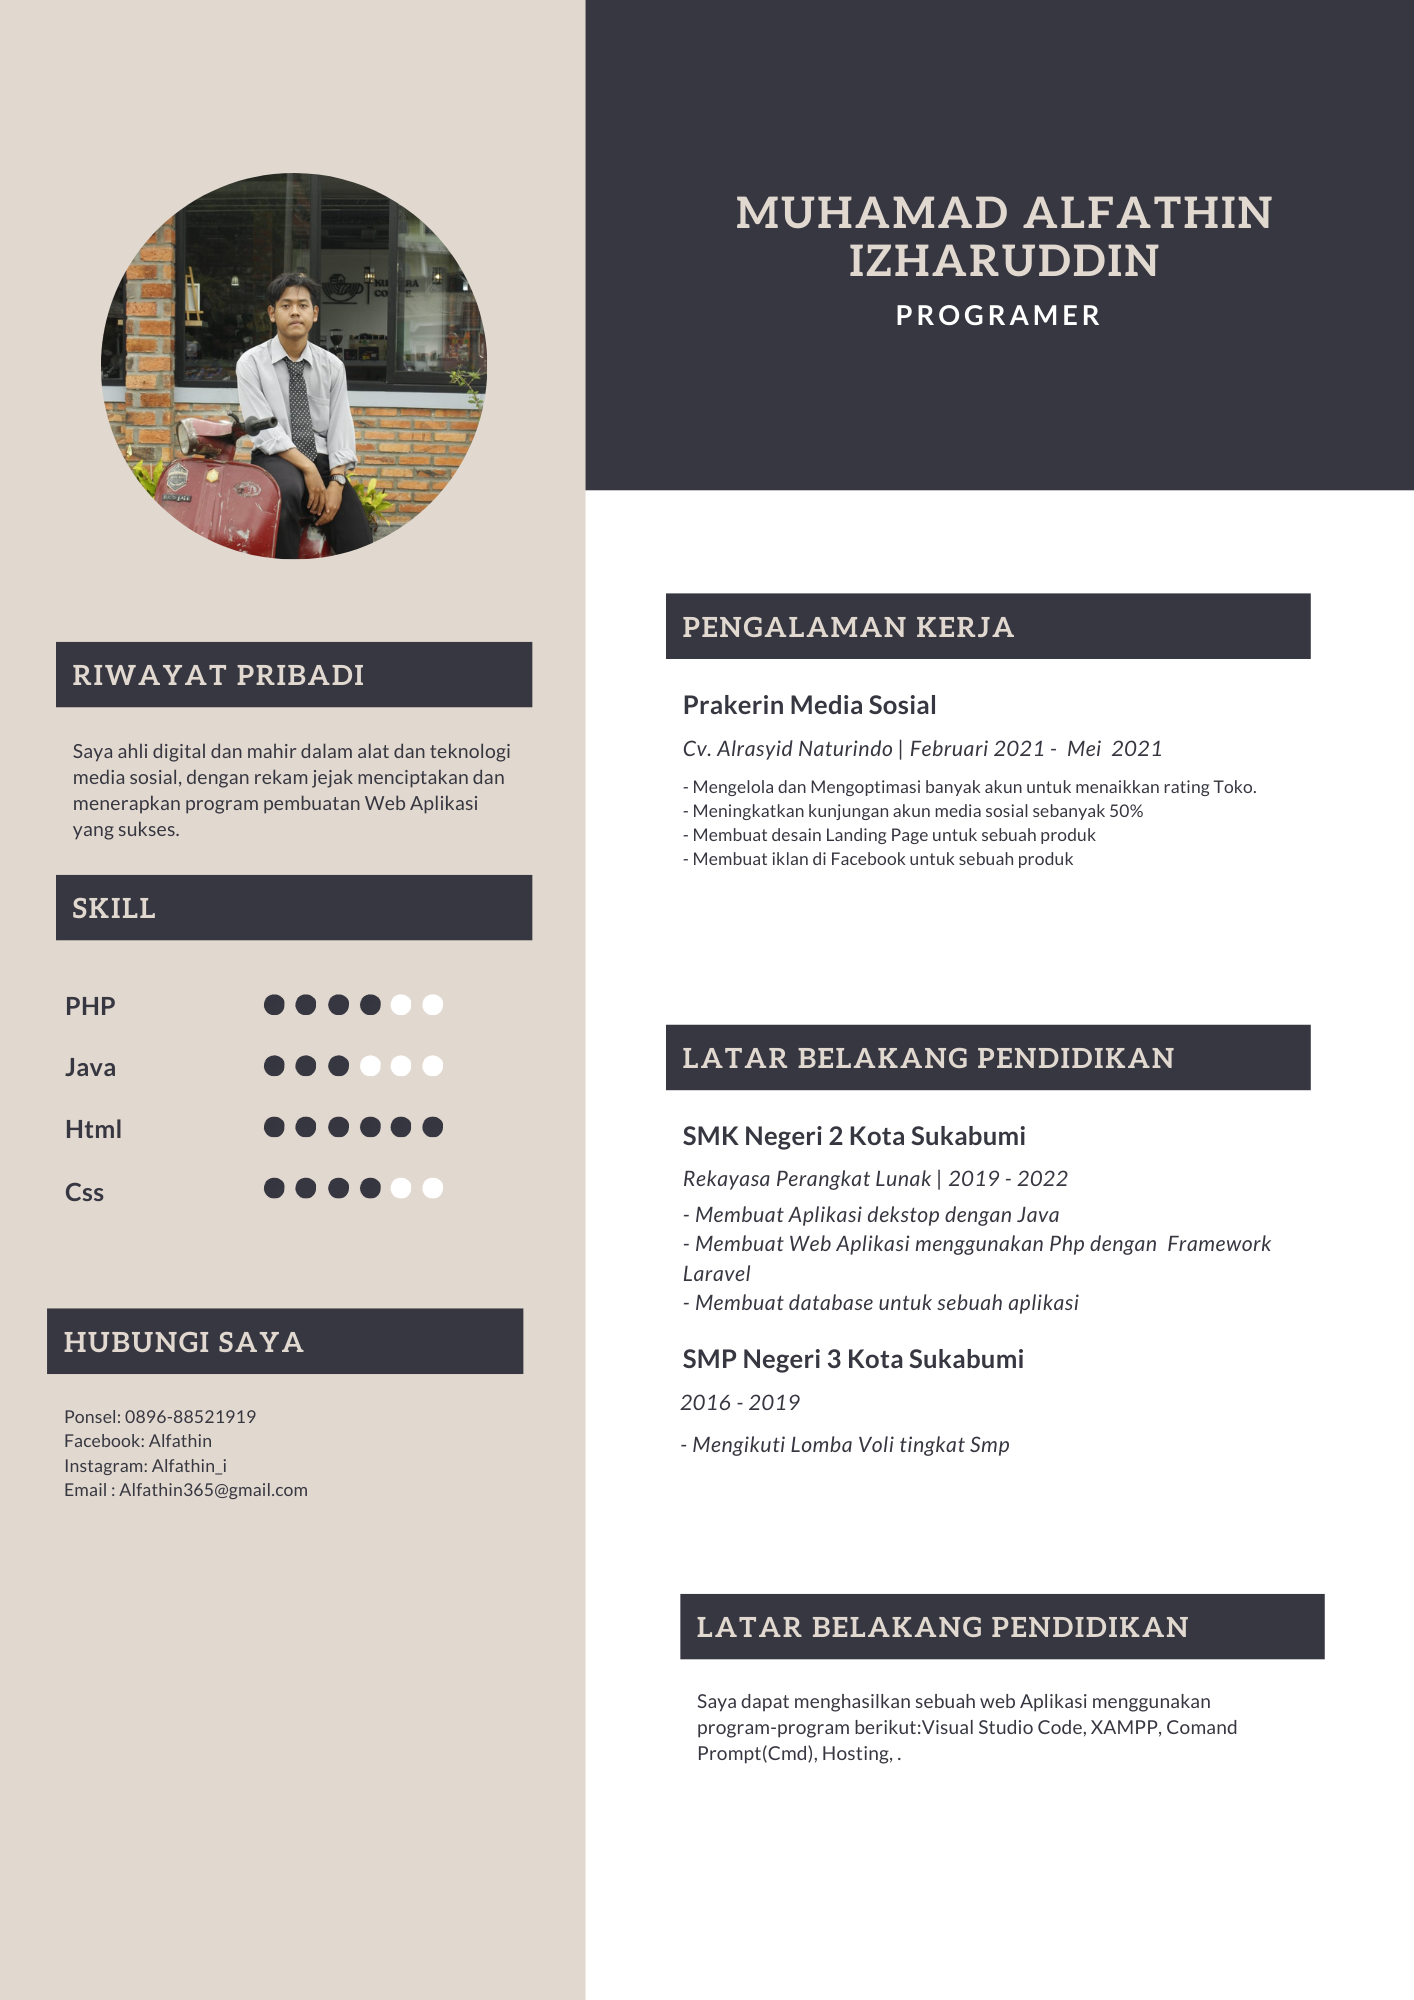 MUHAMAD ALFATHIN
IZHARUDDIN
PROGRAMER
RIWAYAT PRIBADI
Saya ahli digital dan mahir dalam alat dan teknologi
media sosial, dengan rekam jejak menciptakan dan
menerapkan program pembuatan Web Aplikasi
yang sukses.
SKILL
PHP
Java
Html
Css
HUBUNGI SAYA
Ponsel: 0896-88521919
Facebook: Alfathin
Instagram: Alfathin_i
Email : Alfathin365@gmail.com
PENGALAMAN KERJA
Prakerin Media Sosial
Cv. Alrasyid Naturindo | Februari 2021 -  Mei  2021
- Mengelola dan Mengoptimasi banyak akun untuk menaikkan rating Toko.
- Meningkatkan kunjungan akun media sosial sebanyak 50%
- Membuat desain Landing Page untuk sebuah produk
- Membuat iklan di Facebook untuk sebuah produk
LATAR BELAKANG PENDIDIKAN
SMK Negeri 2 Kota Sukabumi
Rekayasa Perangkat Lunak | 2019 - 2022
- Membuat Aplikasi dekstop dengan Java
- Membuat Web Aplikasi menggunakan Php dengan  Framework
Laravel
- Membuat database untuk sebuah aplikasi
SMP Negeri 3 Kota Sukabumi
2016 - 2019
- Mengikuti Lomba Voli tingkat Smp
LATAR BELAKANG PENDIDIKAN
Saya dapat menghasilkan sebuah web Aplikasi menggunakan
program-program berikut:Visual Studio Code, XAMPP, Comand
Prompt(Cmd), Hosting, .